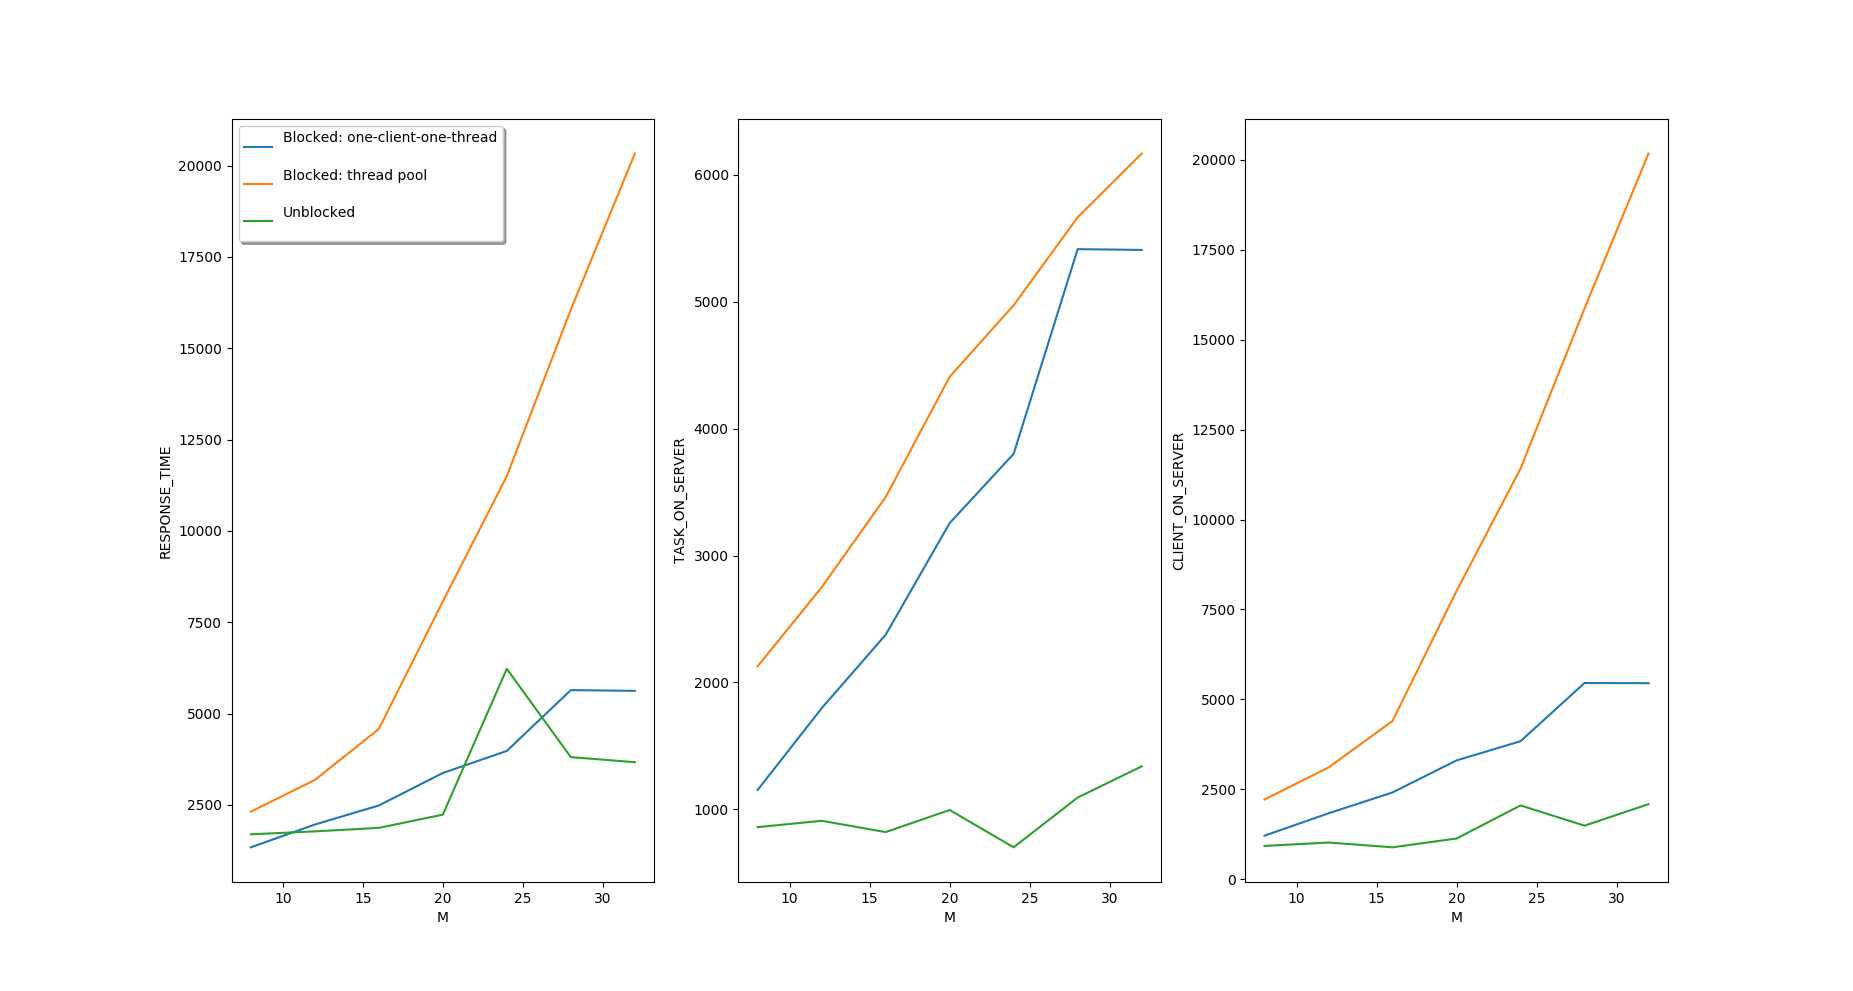 Blocked: one-client-one-thread
Blocked: thread pool
Unblocked
RESPONSE_TIME
20000
17500
15000
12500
10000
7500
5000
2500
10 15 20 25 30
M
TASK_ON_SERVER
6000
5000
4000
3000
2000
1000
10 15 20 25 30
M
CLIENT_ON_SERVER
20000
17500
15000
12500
10000
7500
5000
2500
0
10 15 20 25 30
M